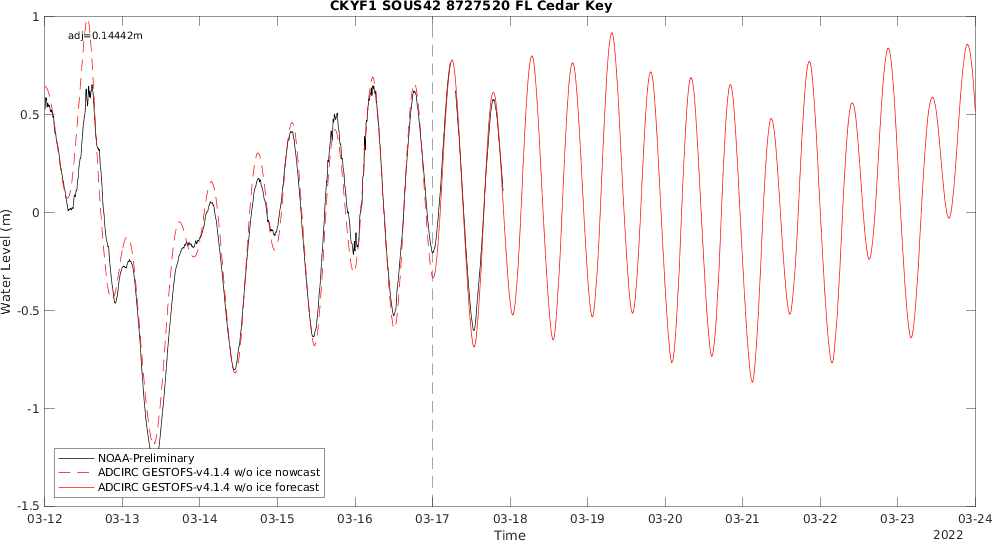 CKYF1 SOUS42 8727520 FL Cedar Key
adj=0.14442m
1
0.5
0
-0.5
-1
-1.5
Water Level (m)
NOAA-Preliminary
ADCIRC GESTOFS-v4.1.4 w/o ice nowcast
ADCIRC GESTOFS-v4.1.4 w/o ice forecast
03-12 03-13 03-14 03-15 03-16 03-17 03-18 03-19 03-20 03-21 03-22 03-23 03-24
Time
2022